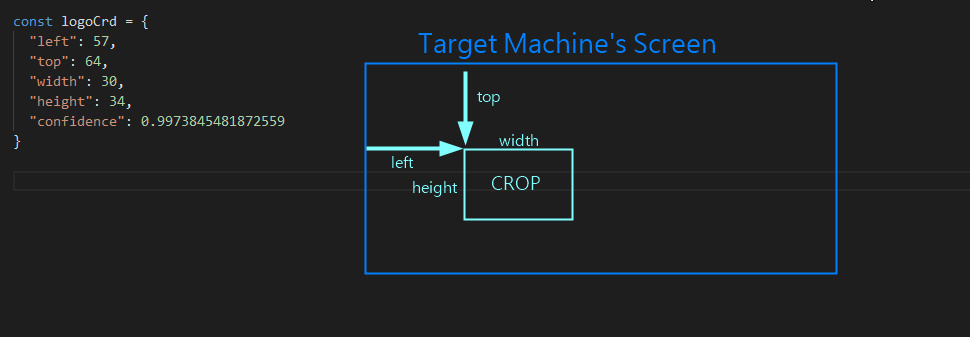 const logoCrd = {
"left": 57,
"top": 64,
"width": 30,
"height": 34,
"confidence": 0.9973845481872559
}
Target Machine's Screen
top
width
left
height
CROP